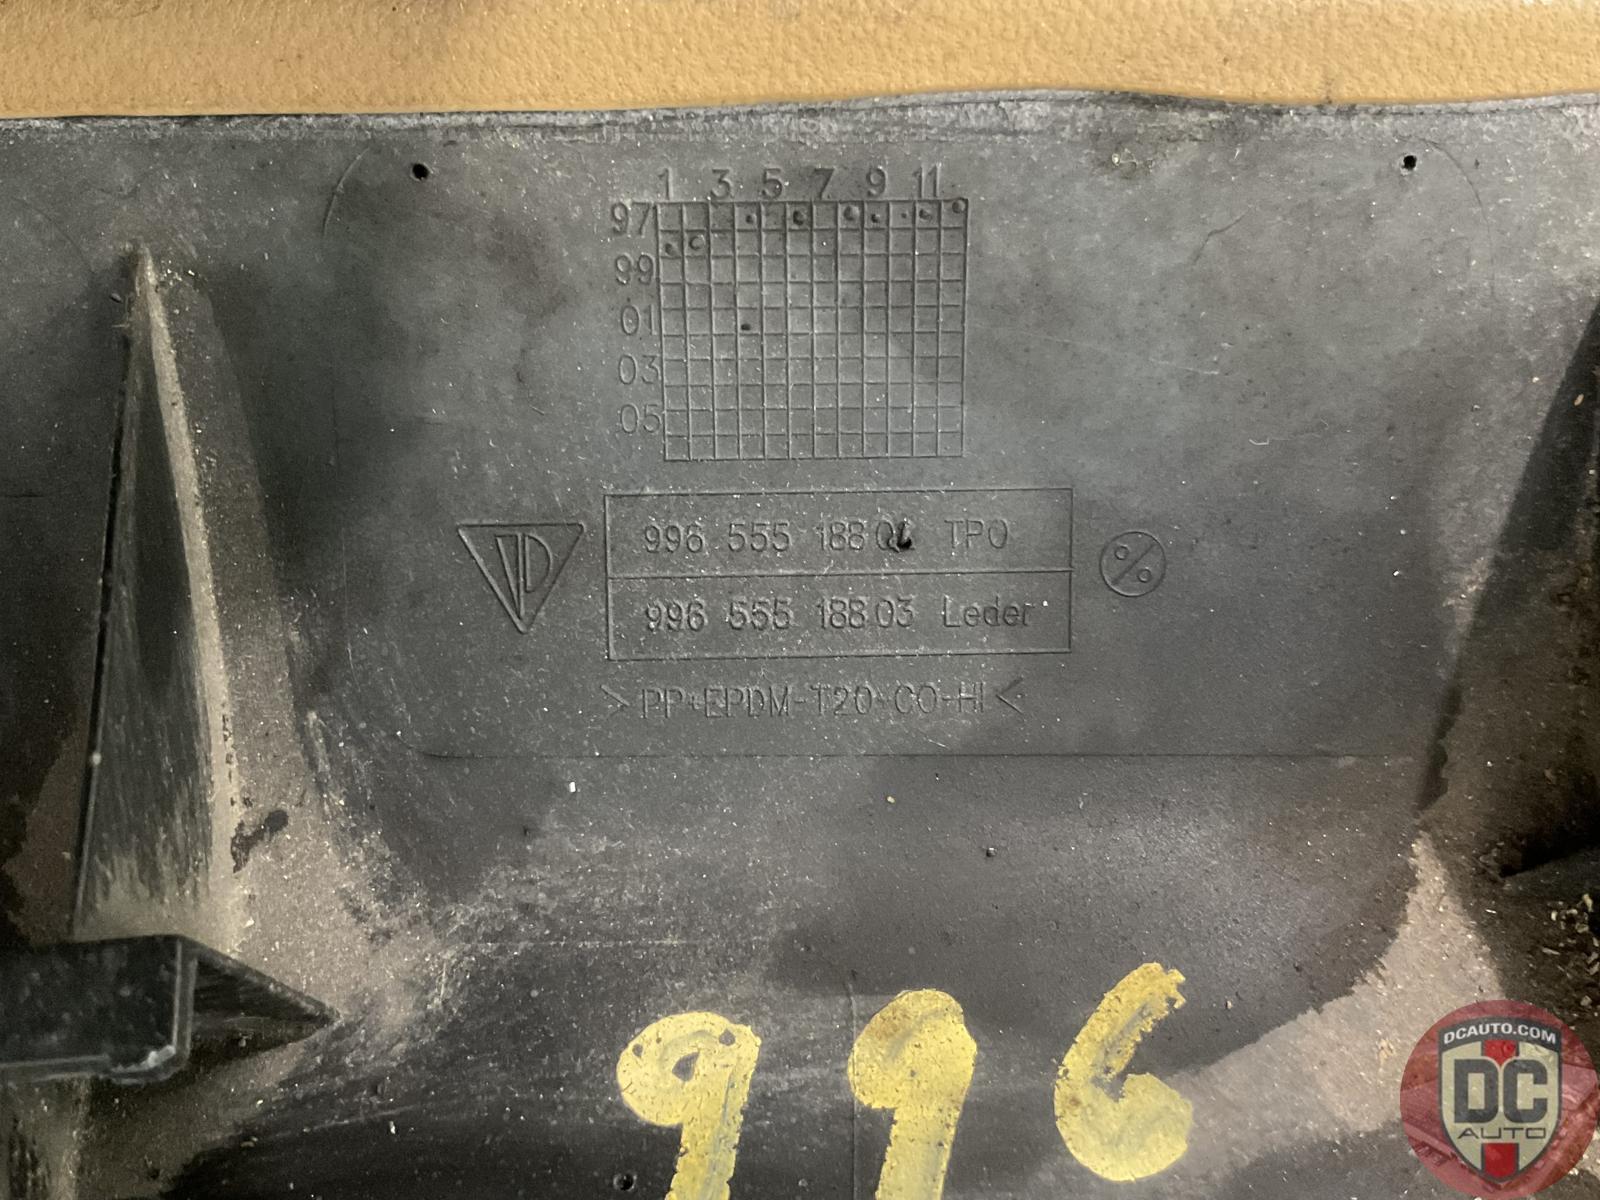 1 3 5 7 9 11
97
99
01
03
05
996 555 188 TPO
996 555 188 03 Leder
>PP+EPDM-T20 CO-HI<
996
DCAUTO.COM
DC
AUTO